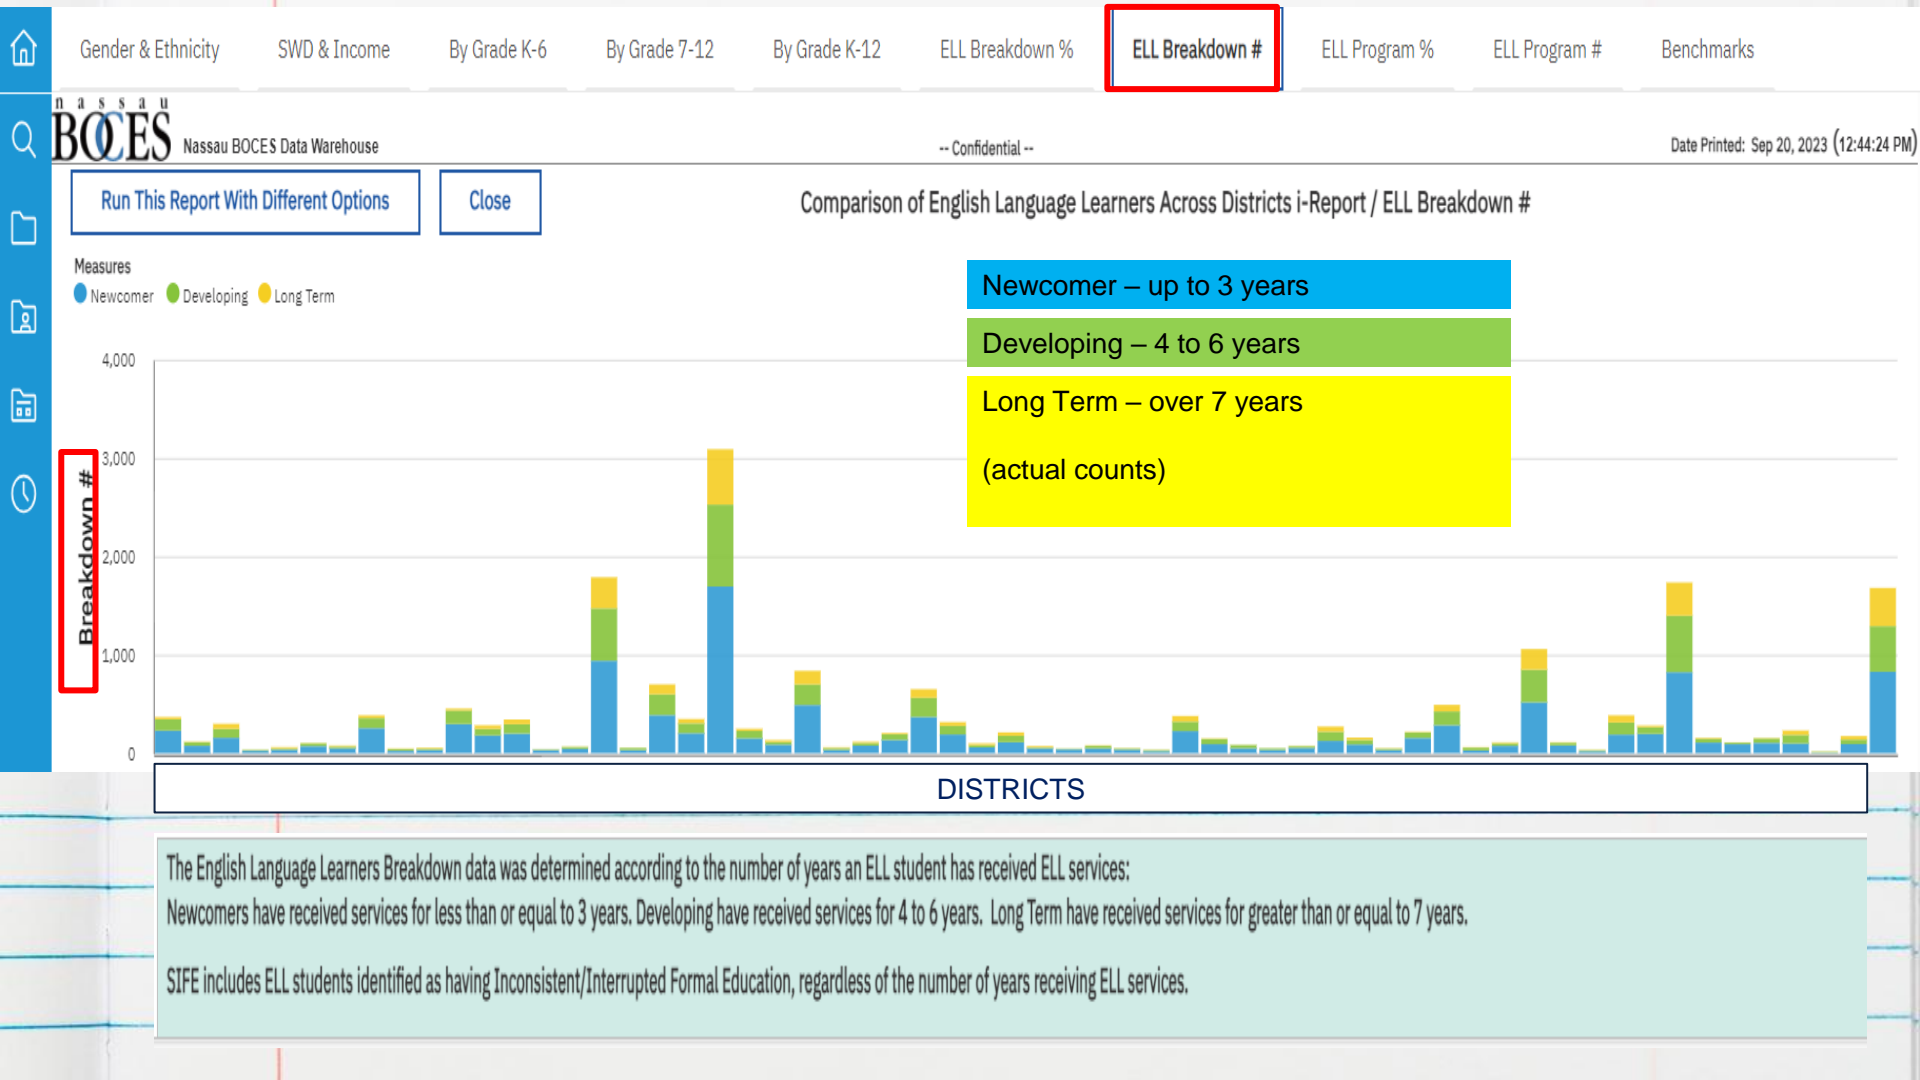 Gender & Ethnicity SWD & Income By Grade K-6 By Grade 7-12 By Grade K-12 ELL Breakdown % ELL Breakdown # ELL Program % ELL Program # Benchmarks
nassau
BOCES Nassau BOCES Data Warehouse -- Confidential -- Date Printed: Sep 20, 2023 (12:44:24 PM)
Run This Report With Different Options Close Comparison of English Language Learners Across Districts i-Report / ELL Breakdown #
Measures
Newcomer Developing Long Term
Newcomer – up to 3 years
Developing – 4 to 6 years
Long Term – over 7 years
(actual counts)
Breakdown #
4,000
3,000
2,000
1,000
0
DISTRICTS
The English Language Learners Breakdown data was determined according to the number of years an ELL student has received ELL services:
Newcomers have received services for less than or equal to 3 years. Developing have received services for 4 to 6 years. Long Term have received services for greater than or equal to 7 years.
SIFE includes ELL students identified as having Inconsistent/Interrupted Formal Education, regardless of the number of years receiving ELL services.